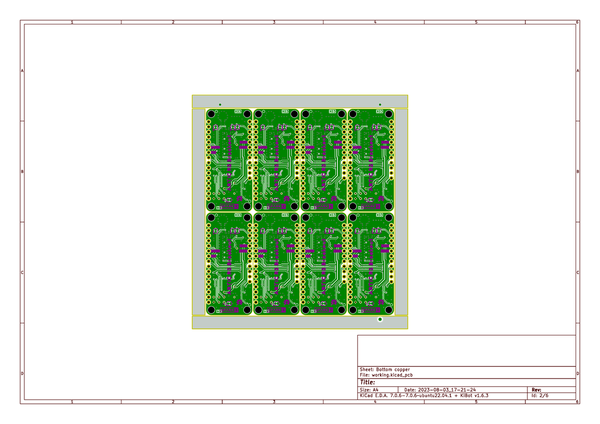 1 2 3 4 5 6
A A
B B
C C
D D
Sheet: Bottom copper
File: working.kicad_pcb
Title:
Size: A4 Date: 2023-08-03_17-21-24 Rev:
KiCad E.D.A. 7.0.6-7.0.6~ubuntu22.04.1 + KiBot v1.6.3 Id: 2/6
1 2 3 4 5 6